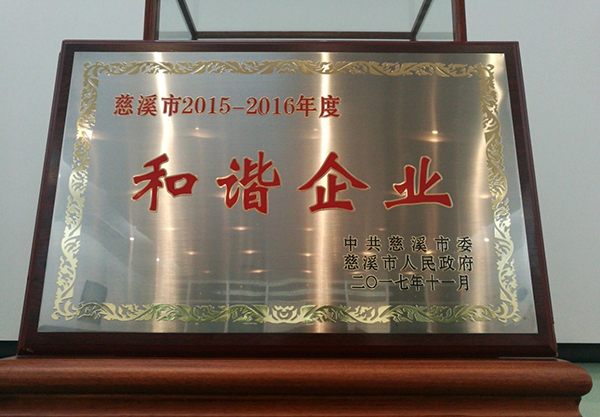 慈溪市2015-2016年度
和谐企业
中共慈溪市委
慈溪市人民政府
二〇一七年十一月